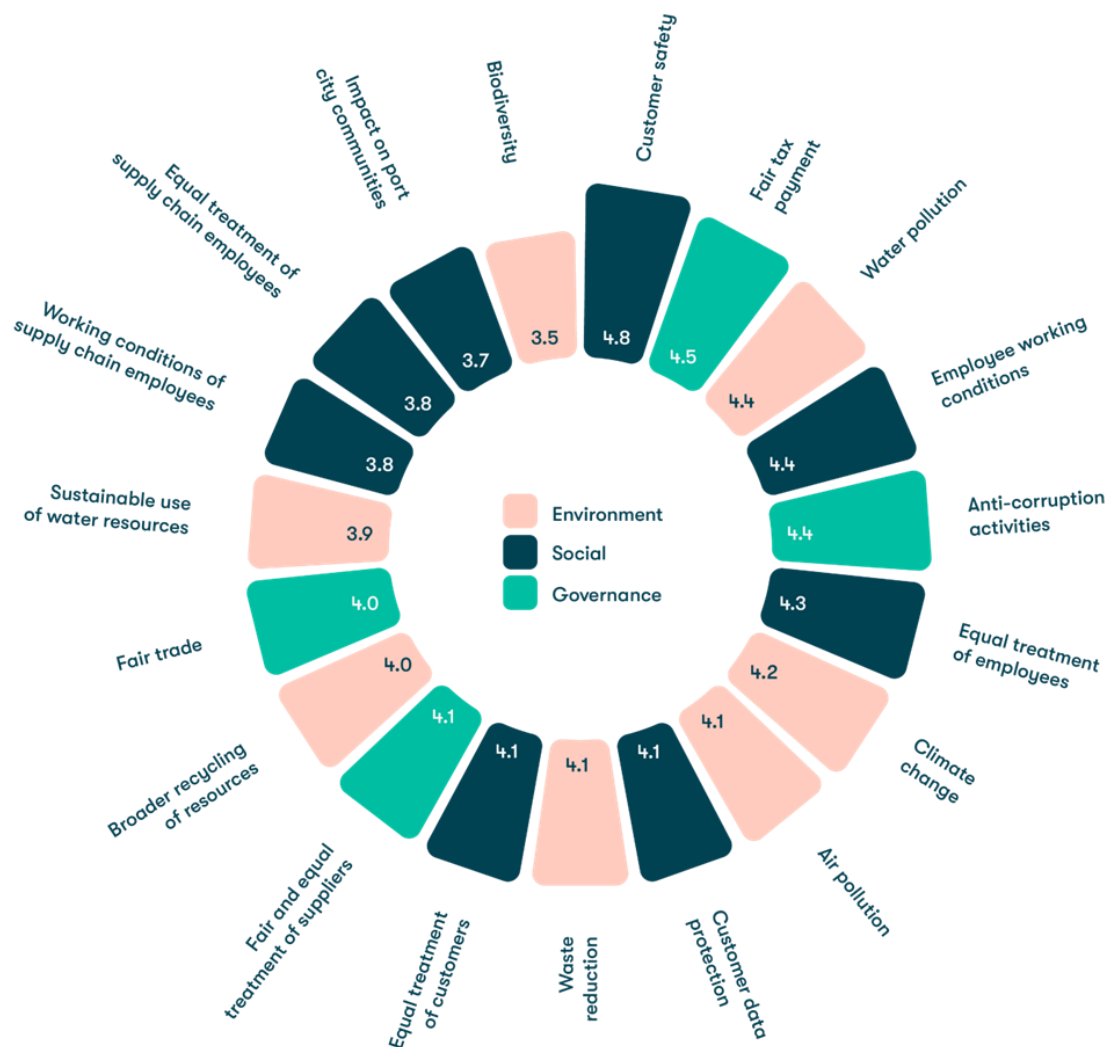 Customer safety
4.8
Fair tax
payment
4.5
Water pollution
4.4
Employee working
conditions
4.4
Anti-corruption
activities
4.4
Equal treatment
of employees
4.3
Climate
change
4.2
Air pollution
4.1
Customer data
protection
4.1
Waste
reduction
4.1
Equal treatment
of customers
4.1
Fair and equal
treatment of suppliers
4.1
Broader recycling
of resources
4.0
Fair trade
4.0
Sustainable use
of water resources
3.9
Working conditions of
supply chain employees
3.8
Equal treatment of
supply chain employees
3.8
Impact on port
city communities
3.7
Biodiversity
3.5
Environment
Social
Governance